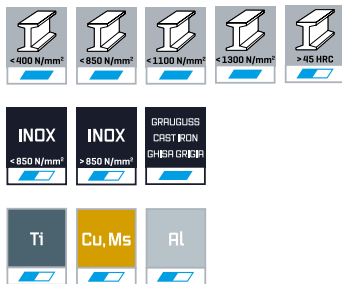 <400 N/mm² <850 N/mm² <1100 N/mm² <1300 N/mm² >45 HRC
INOX INOX GRAUGUSS
CAST IRON
GHISA GRIGIA
<850 N/mm² >850 N/mm²
Ti Cu, Ms Al